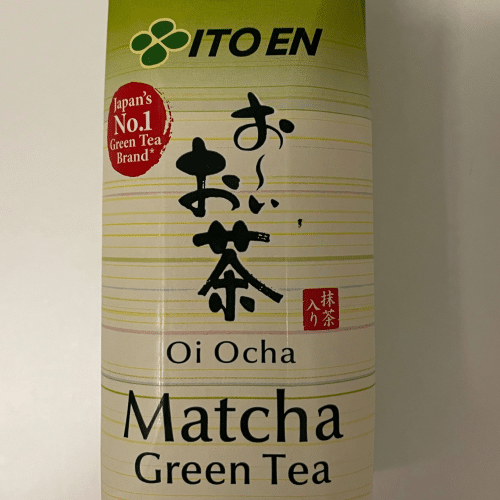 ITO EN
Japan's
No.1
Green Tea
Brand*
お〜い
お茶
抹茶
入り
Oi Ocha
Matcha
Green Tea